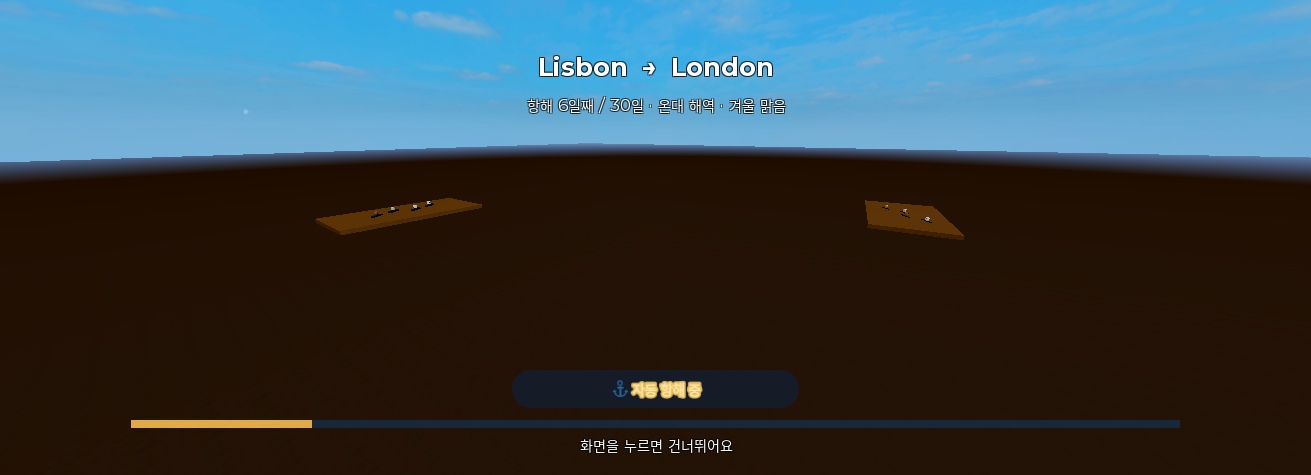 Lisbon → London
항해 6일째 / 30일 · 온대 해역 · 겨울 맑음
⚓ 자동 항해 중
화면을 누르면 건너뛰어요